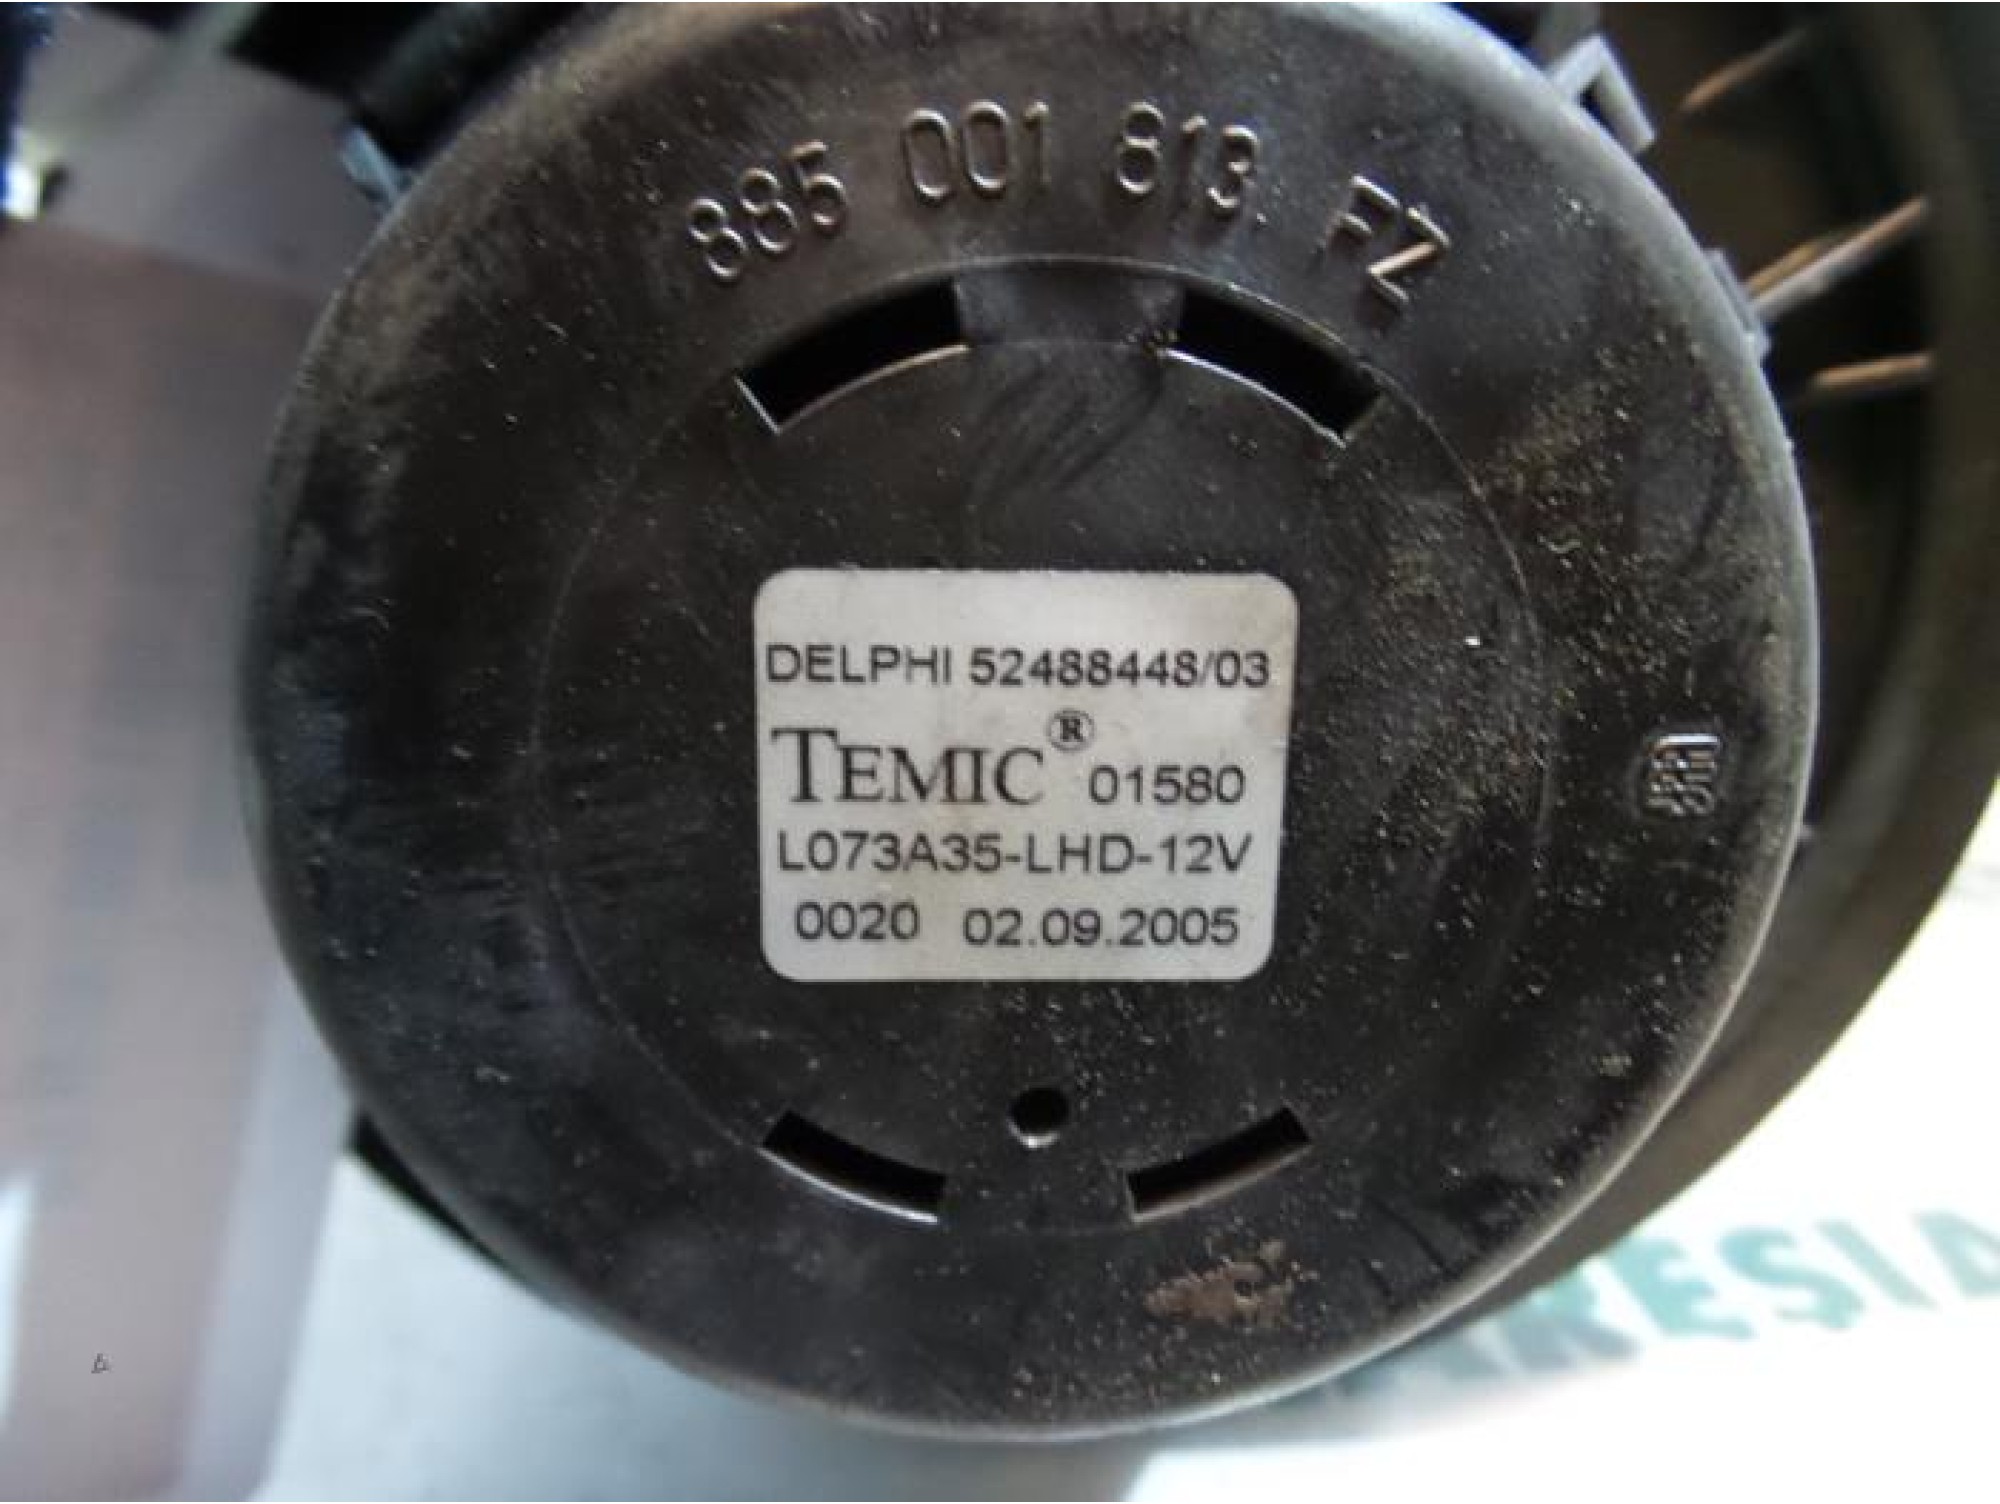 885 001 813 FZ
DELPHI 52488448/03
TEMIC® 01580
L073A35-LHD-12V
0020 02.09.2005